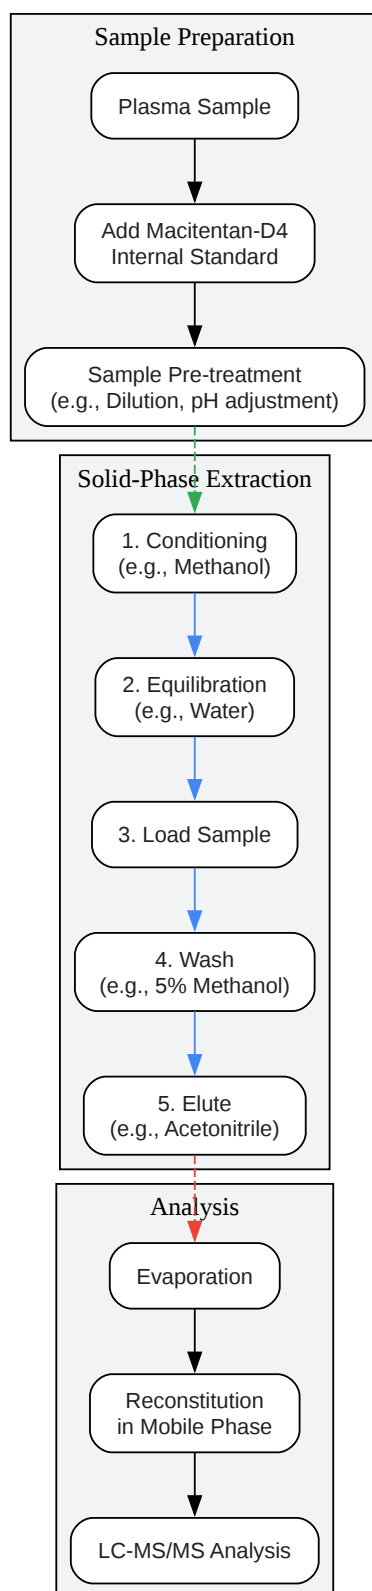 Sample Preparation
Plasma Sample
Add Macitentan-D4
Internal Standard
Sample Pre-treatment
(e.g., Dilution, pH adjustment)
Solid-Phase Extraction
1. Conditioning
(e.g., Methanol)
2. Equilibration
(e.g., Water)
3. Load Sample
4. Wash
(e.g., 5% Methanol)
5. Elute
(e.g., Acetonitrile)
Analysis
Evaporation
Reconstitution
in Mobile Phase
LC-MS/MS Analysis